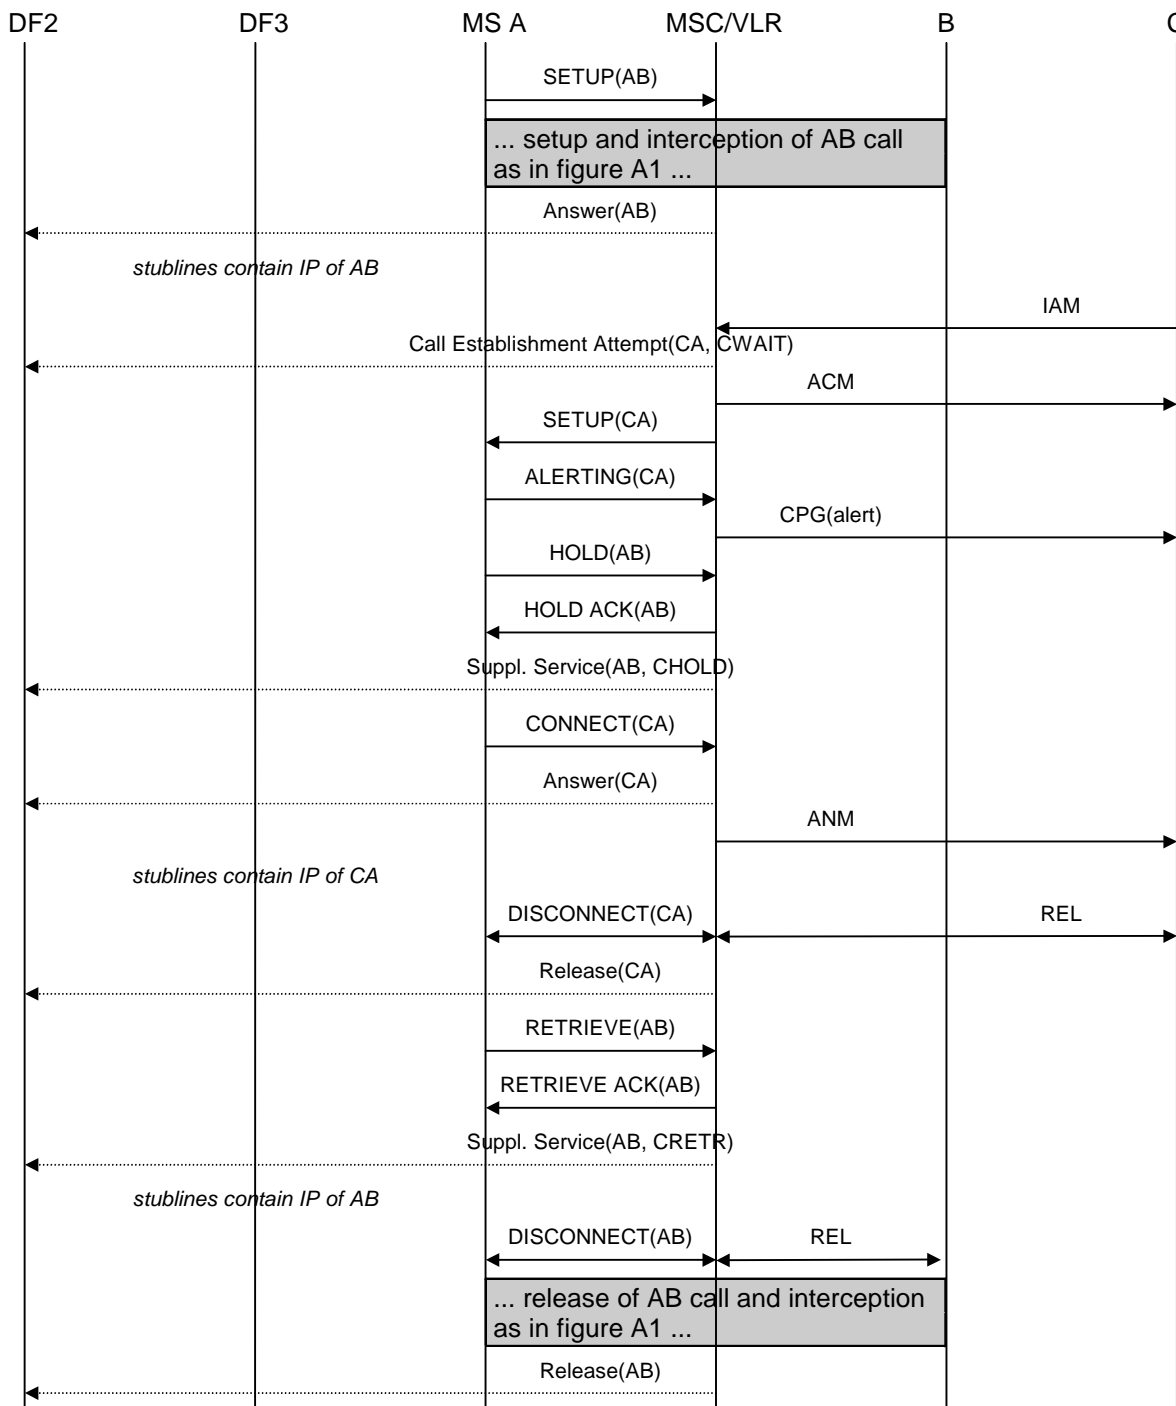 DF2 DF3 MS A MSC/VLR B C
SETUP(AB)
... setup and interception of AB call
as in figure A1 ...
Answer(AB)
stublines contain IP of AB
IAM
Call Establishment Attempt(CA, CWAIT)
ACM
SETUP(CA)
ALERTING(CA)
CPG(alert)
HOLD(AB)
HOLD ACK(AB)
Suppl. Service(AB, CHOLD)
CONNECT(CA)
Answer(CA)
ANM
stublines contain IP of CA
DISCONNECT(CA) REL
Release(CA)
RETRIEVE(AB)
RETRIEVE ACK(AB)
Suppl. Service(AB, CRETR)
stublines contain IP of AB
DISCONNECT(AB) REL
... release of AB call and interception
as in figure A1 ...
Release(AB)